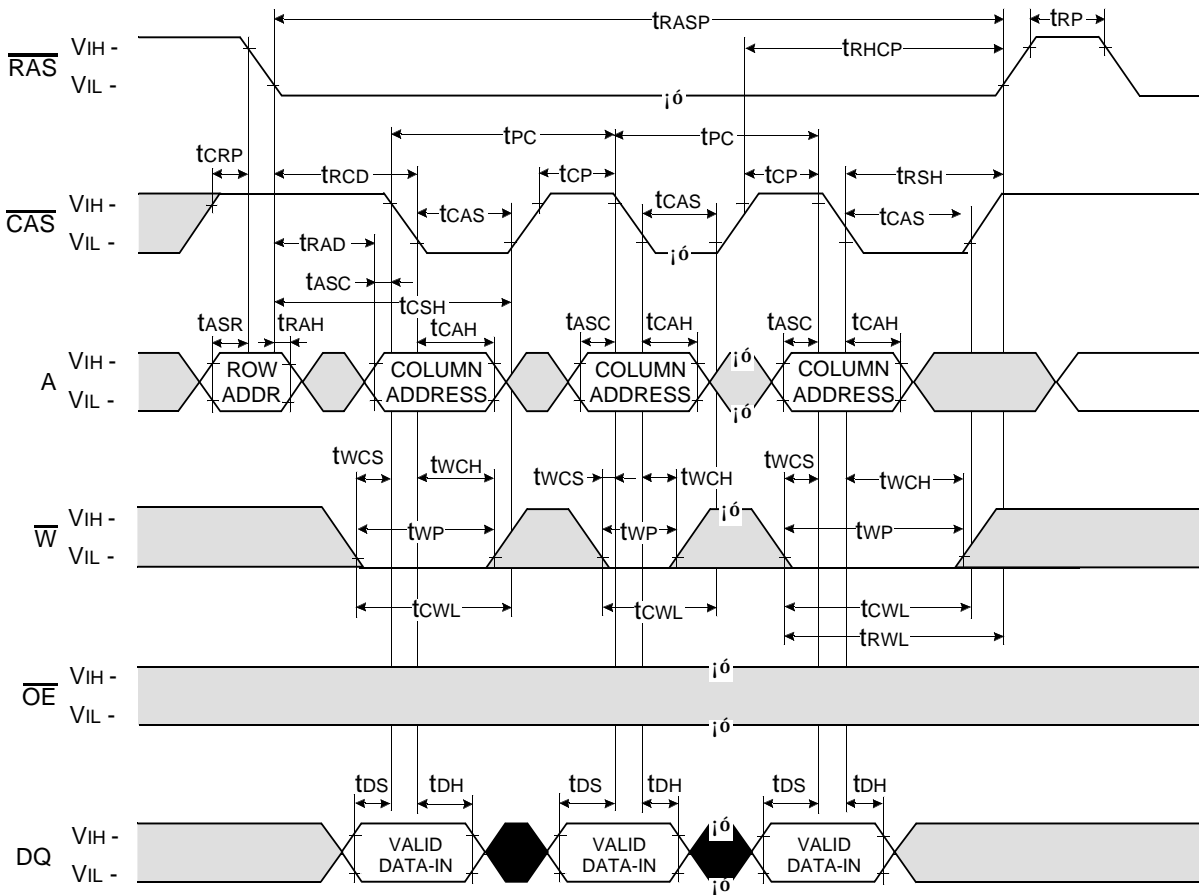 tRASP tRP
RAS VIH - VIL - tRHCP
¡ó
tPC tPC
tCRP tRCD tCP tCP tRSH
CAS VIH - VIL - tCAS tCAS tCAS
tRAD ¡ó
tASC tCSH
tASR tRAH tCAH tASC tCAH tASC tCAH
A VIH - VIL -
ROW ADDR.
COLUMN ADDRESS
COLUMN ADDRESS
¡ó
¡ó
COLUMN ADDRESS
tWCS tWCH tWCS tWCH tWCS tWCH
W VIH - VIL -
tWP tWP ¡ó tWP
tCWL tCWL tCWL
tRWL
OE VIH - VIL -
¡ó
¡ó
tDS tDH tDS tDH tDS tDH
DQ VIH - VIL -
VALID DATA-IN
VALID DATA-IN
¡ó
¡ó
VALID DATA-IN